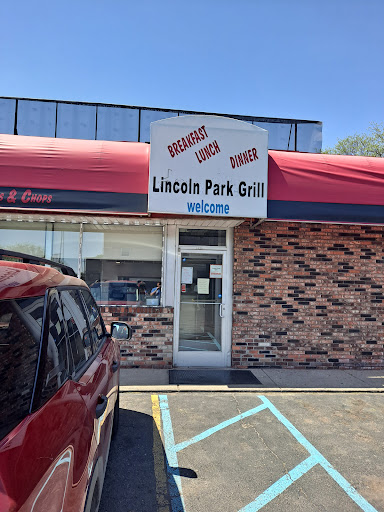 BREAKFAST
LUNCH
DINNER
Lincoln Park Grill
welcome
& CHOPS